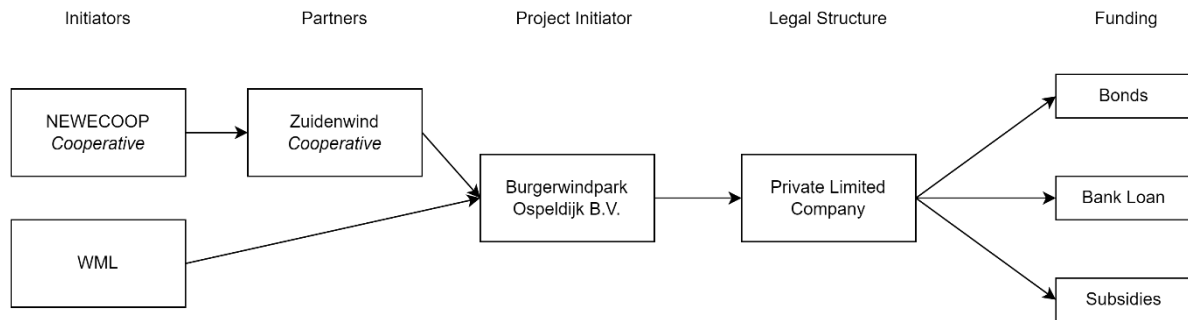 Initiators
Partners
Project Initiator
Legal Structure
Funding
NEWECOOP
Cooperative
Zuidenwind
Cooperative
WML
Burgerwindpark
Ospeldijk B.V.
Private Limited
Company
Bonds
Bank Loan
Subsidies